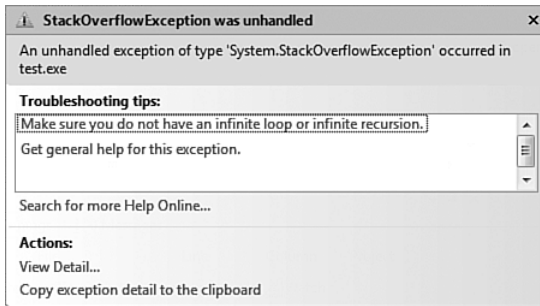 StackOverflowException was unhandled
An unhandled exception of type 'System.StackOverflowException' occurred in
test.exe
Troubleshooting tips:
Make sure you do not have an infinite loop or infinite recursion.
Get general help for this exception.
Search for more Help Online...
Actions:
View Detail...
Copy exception detail to the clipboard